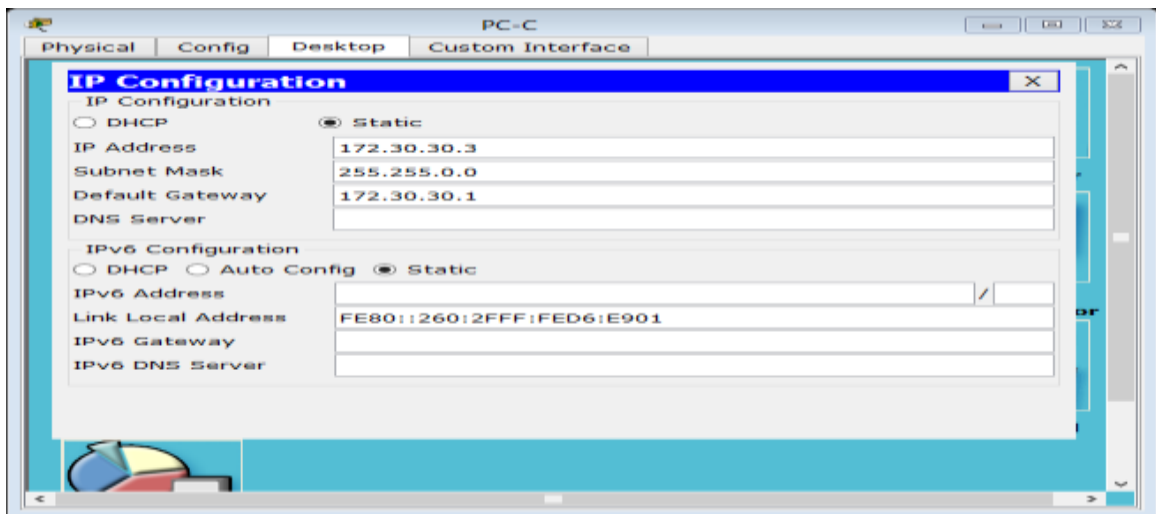 PC-C
Physical Config Desktop Custom Interface
IP Configuration X
IP Configuration
DHCP Static
IP Address 172.30.30.3
Subnet Mask 255.255.0.0
Default Gateway 172.30.30.1
DNS Server
IPv6 Configuration
DHCP Auto Config Static
IPv6 Address /
Link Local Address FE80::260:2FFF:FED6:E901
or
IPv6 Gateway
IPv6 DNS Server